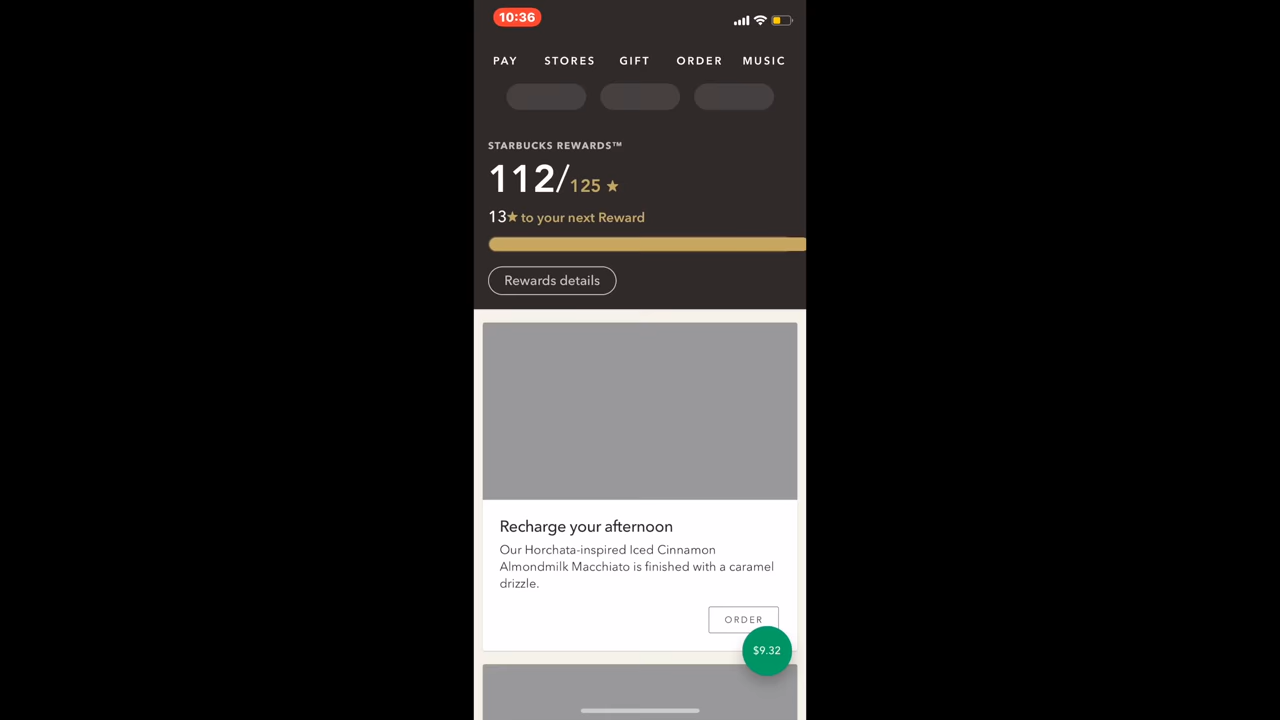 10:36
PAY STORES GIFT ORDER MUSIC
STARBUCKS REWARDS™
112/125 ★
13★ to your next Reward
Rewards details
Recharge your afternoon
Our Horchata-inspired Iced Cinnamon
Almondmilk Macchiato is finished with a caramel
drizzle.
ORDER
$9.32